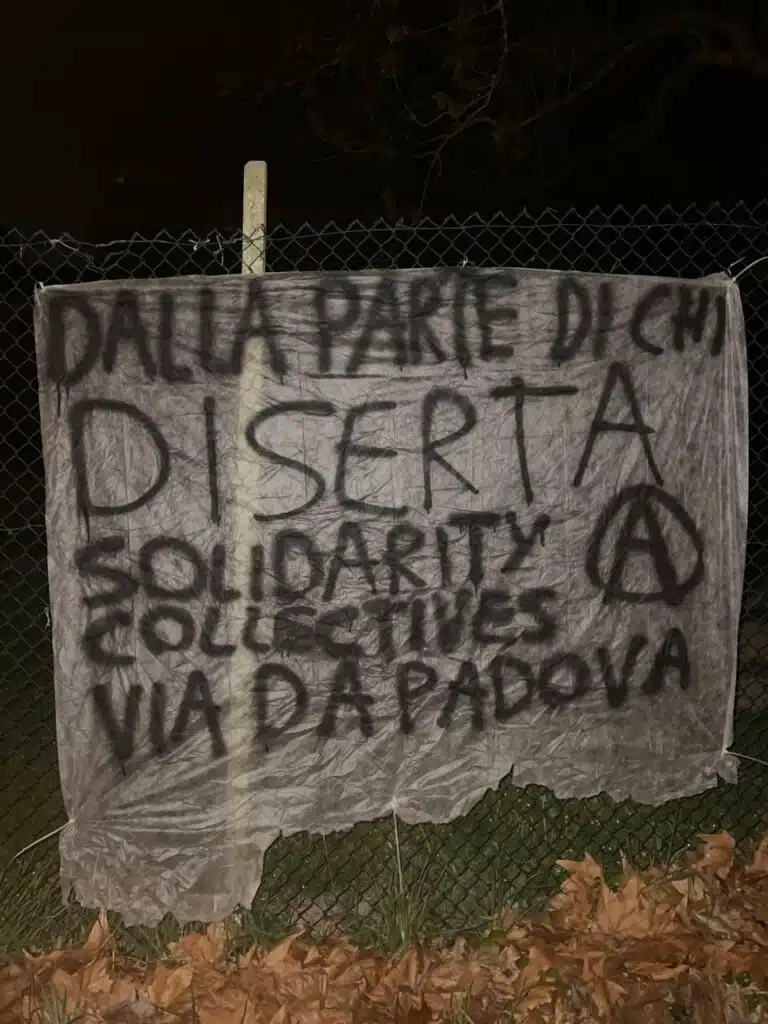 DALLA PARTE DI CHI
DISERTA
SOLIDARITY Ⓐ
COLLECTIVES
VIA DA PADOVA